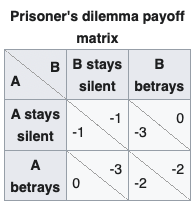 Prisoner's dilemma payoff
matrix
B
A
B stays
silent
B
betrays
A stays
silent
-1
-1
0
-3
A
betrays
-3
0
-2
-2